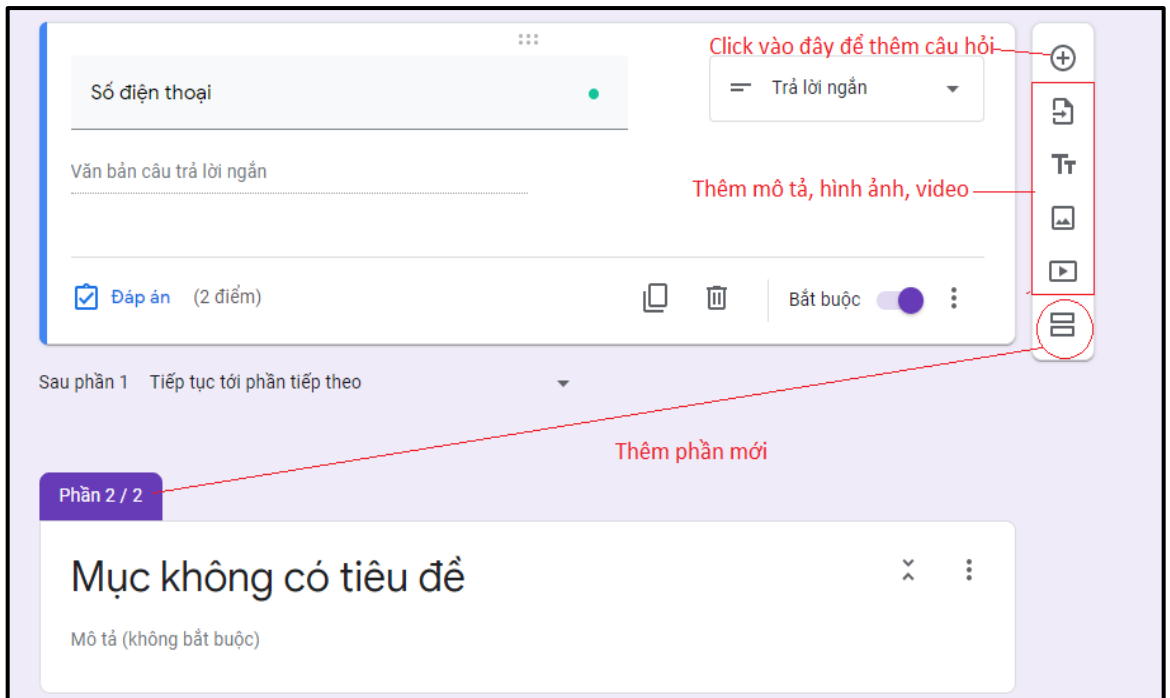 Click vào đây để thêm câu hỏi
Số điện thoại
Trả lời ngắn
Văn bản câu trả lời ngắn
Thêm mô tả, hình ảnh, video
Đáp án (2 điểm)
Bắt buộc
Sau phần 1 Tiếp tục tới phần tiếp theo
Thêm phần mới
Phần 2 / 2
Mục không có tiêu đề
Mô tả (không bắt buộc)